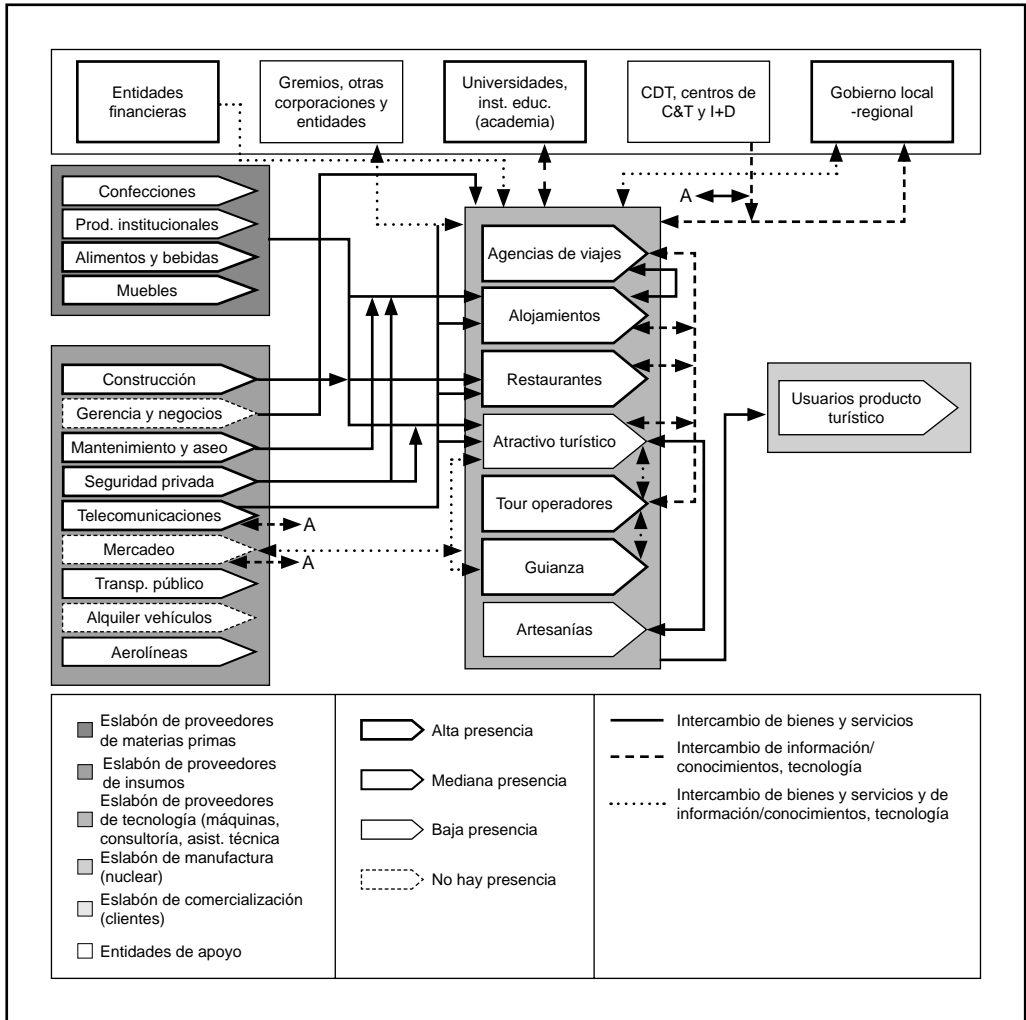 Entidades
financieras
Gremios, otras
corporaciones y
entidades
Universidades,
inst. educ.
(academia)
CDT, centros de
C&T y I+D
Gobierno local
-regional
Confecciones
Prod. institucionales
Alimentos y bebidas
Muebles
A
Agencias de viajes
Alojamientos
Restaurantes
Atractivo turístico
Tour operadores
Guianza
Artesanías
Construcción
Gerencia y negocios
Mantenimiento y aseo
Seguridad privada
Telecomunicaciones
A
Mercadeo
A
Transp. público
Alquiler vehículos
Aerolíneas
Usuarios producto
turístico
Eslabón de proveedores
de materias primas
Eslabón de proveedores
de insumos
Eslabón de proveedores
de tecnología (máquinas,
consultoría, asist. técnica
Eslabón de manufactura
(nuclear)
Eslabón de comercialización
(clientes)
Entidades de apoyo
Alta presencia
Mediana presencia
Baja presencia
No hay presencia
Intercambio de bienes y servicios
Intercambio de información/
conocimientos, tecnología
Intercambio de bienes y servicios y de
información/conocimientos, tecnología